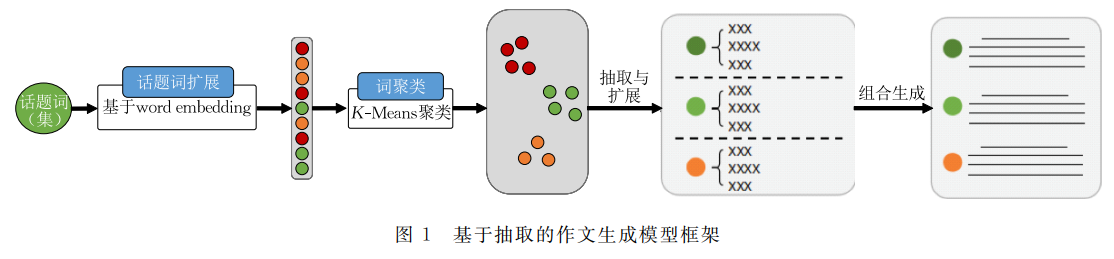 话题词
(集)
话题词扩展
基于word embedding
词聚类
K-Means聚类
抽取与
扩展
xxx
xxxx
xxx
xxx
xxxx
xxx
xxx
xxxx
xxx
组合生成
图 1 基于抽取的作文生成模型框架